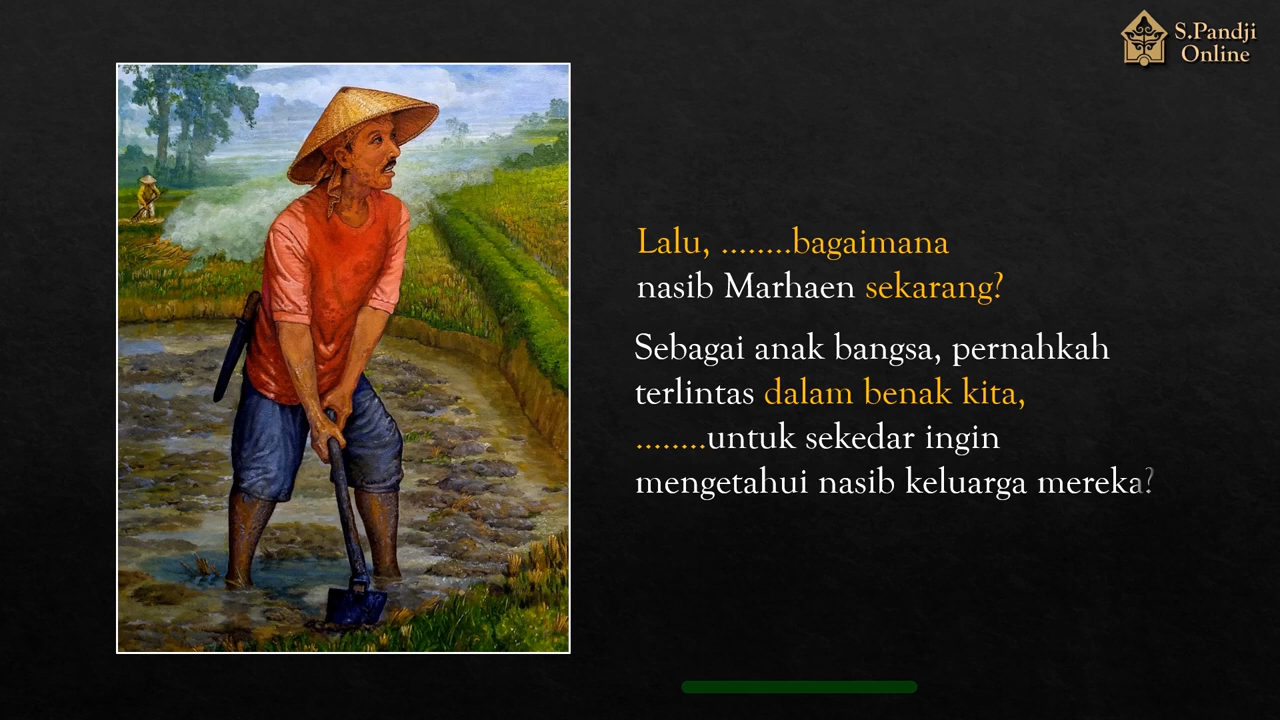 S.Pandji
Online
Lalu, ........bagaimana
nasib Marhaen sekarang?
Sebagai anak bangsa, pernahkah
terlintas dalam benak kita,
........untuk sekedar ingin
mengetahui nasib keluarga mereka?